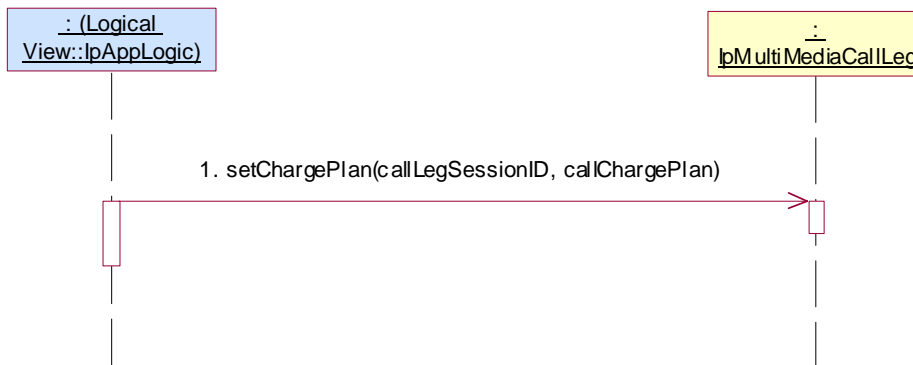 : (Logical
View::IpAppLogic)
:
IpMultiMediaCallLeg
1. setChargePlan(callLegSessionID, callChargePlan)